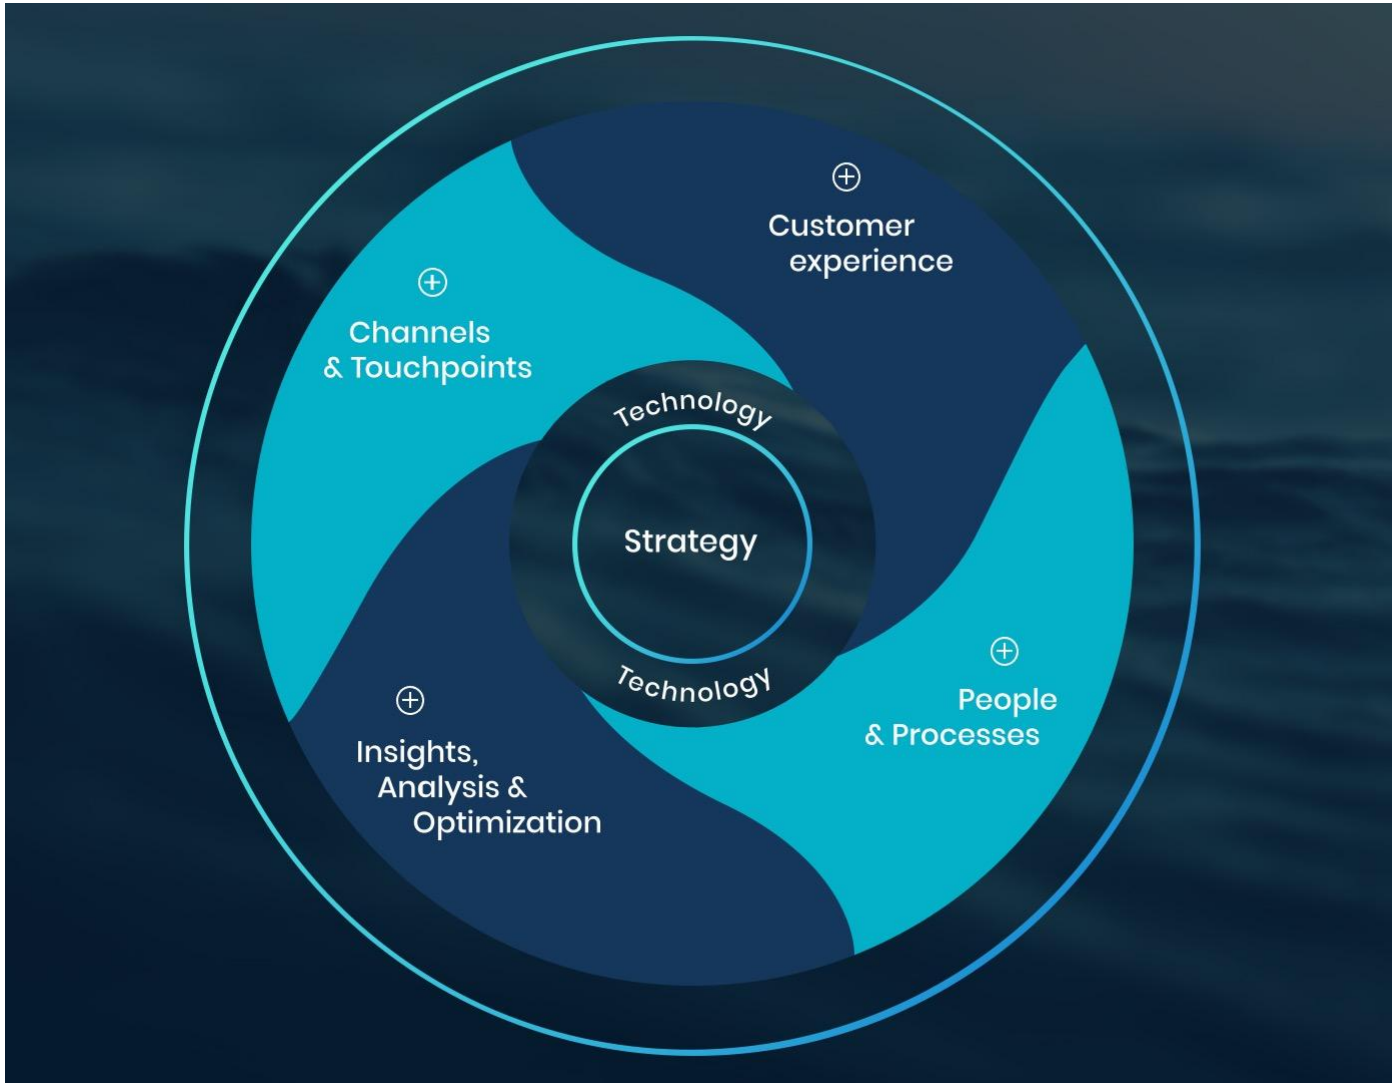 Customer
experience
Channels
& Touchpoints
Technology
Strategy
Technology
People
& Processes
Insights,
Analysis &
Optimization